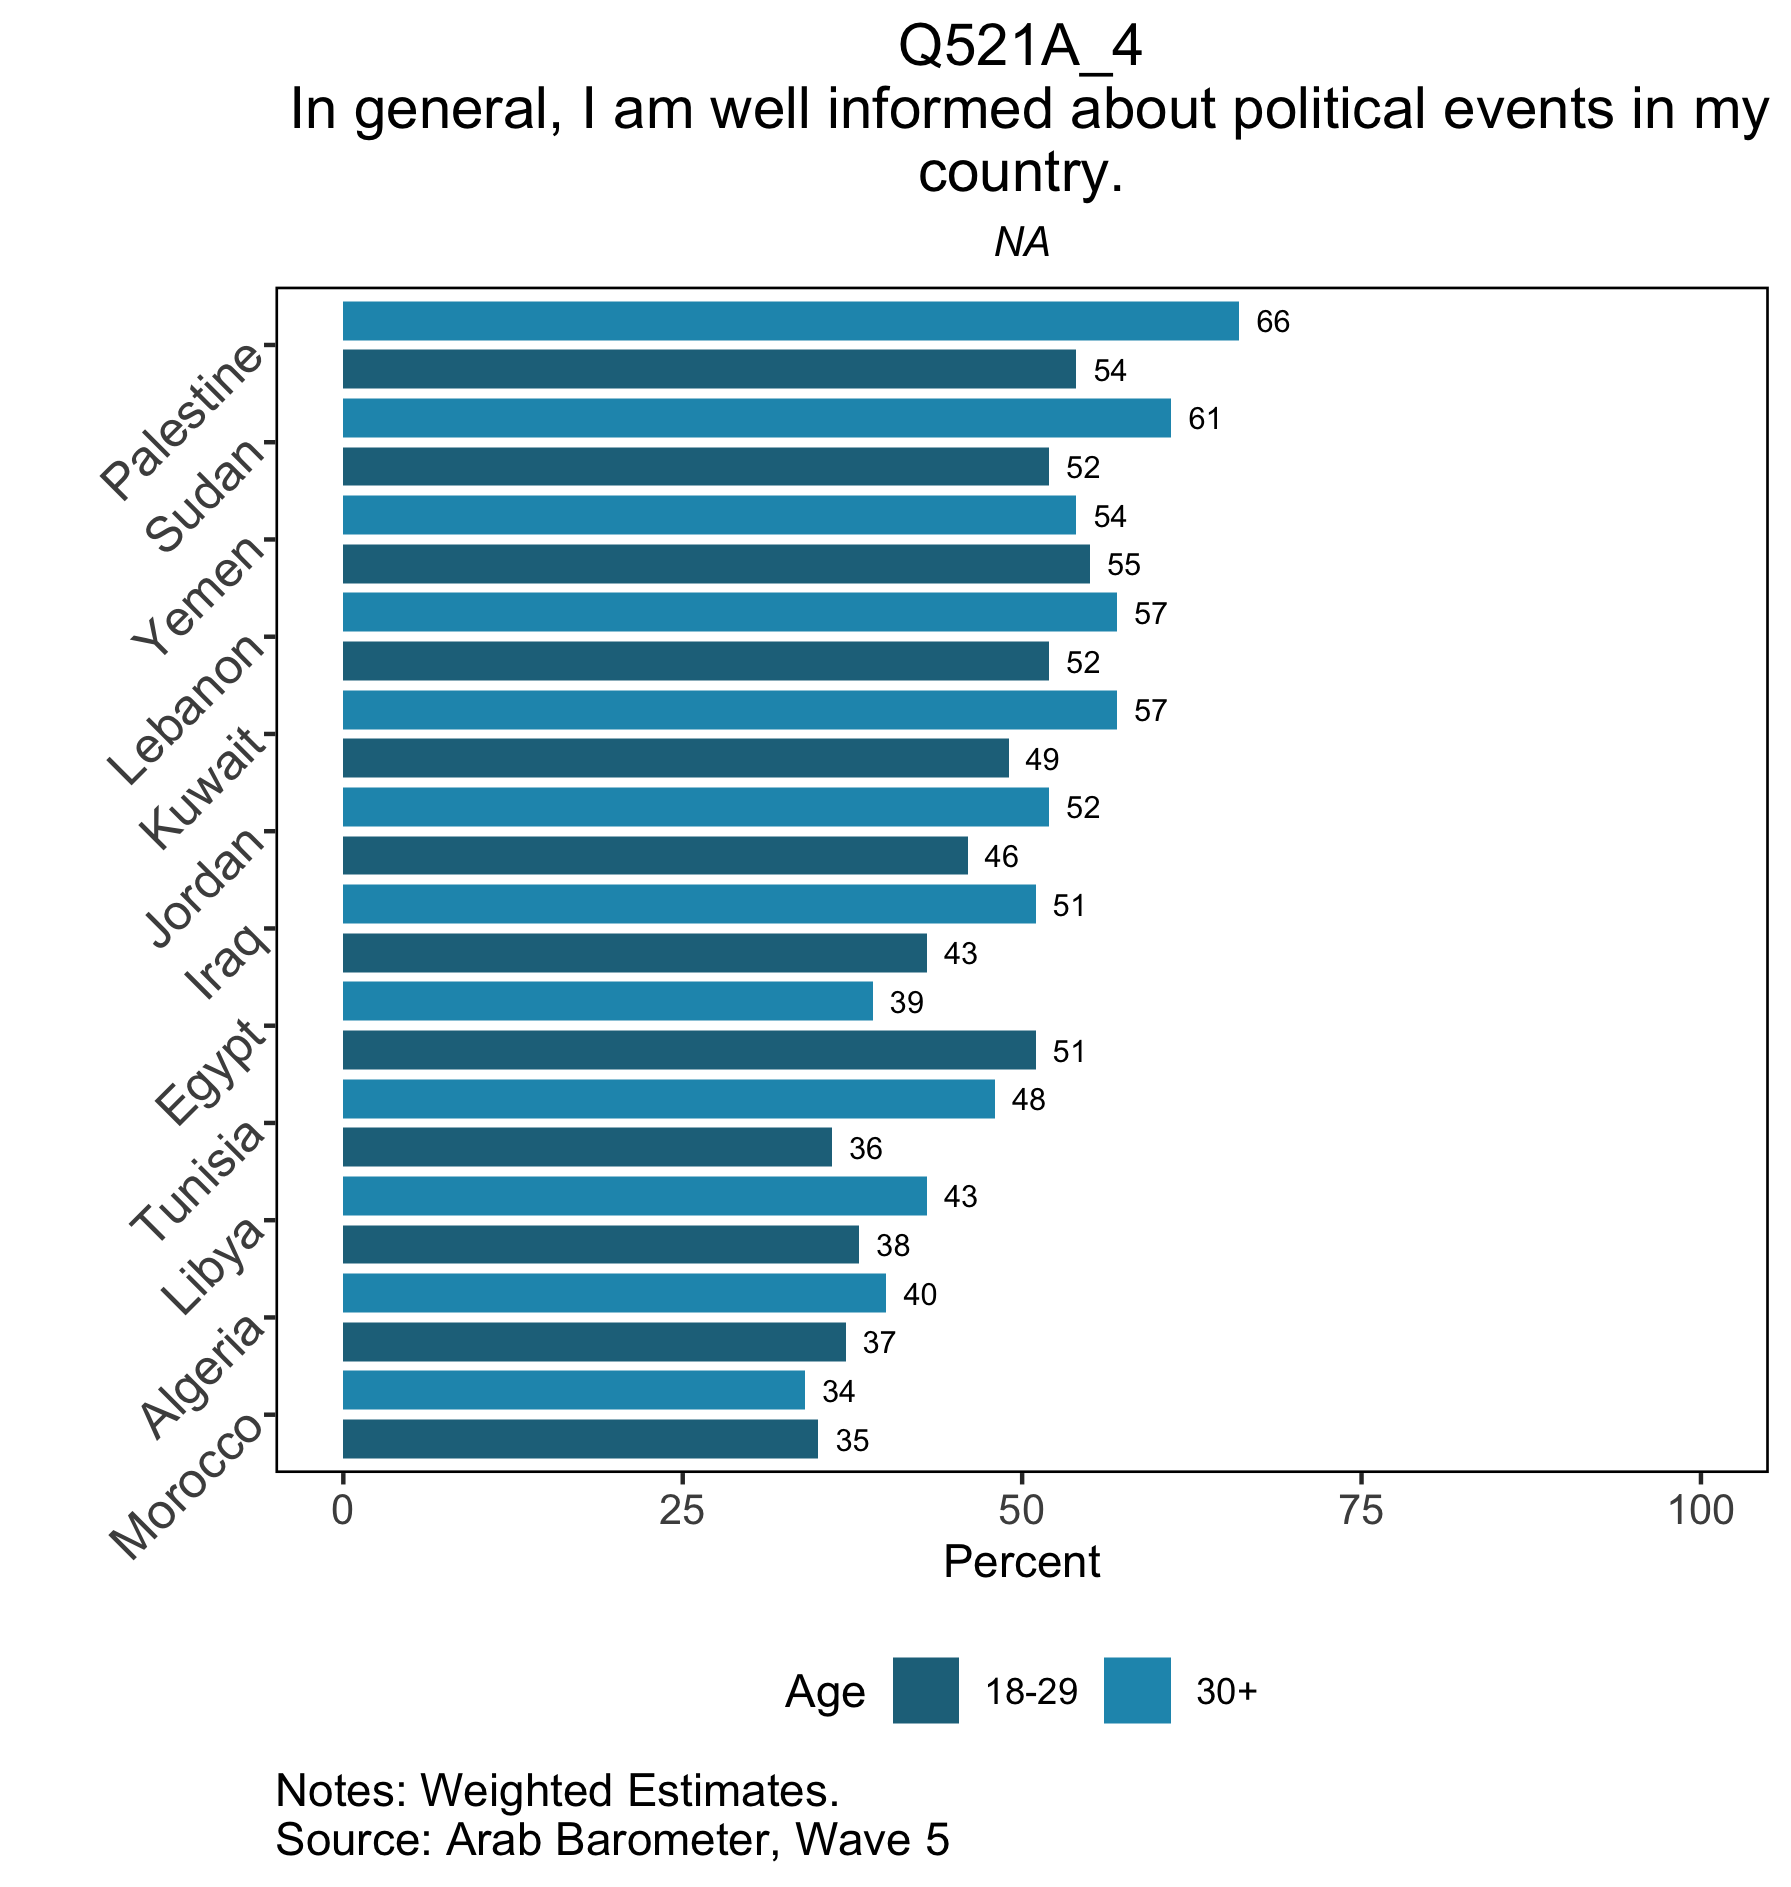 Q521A_4
In general, I am well informed about political events in my
country.
NA
66
Palestine
54
61
Sudan
52
54
Yemen
55
57
Lebanon
52
57
Kuwait
49
52
Jordan
46
51
Iraq
43
39
Egypt
51
48
Tunisia
36
43
Libya
38
40
Algeria
37
34
Morocco
35
0 25 50 75 100
Percent
Age 18-29 30+
Notes: Weighted Estimates.
Source: Arab Barometer, Wave 5